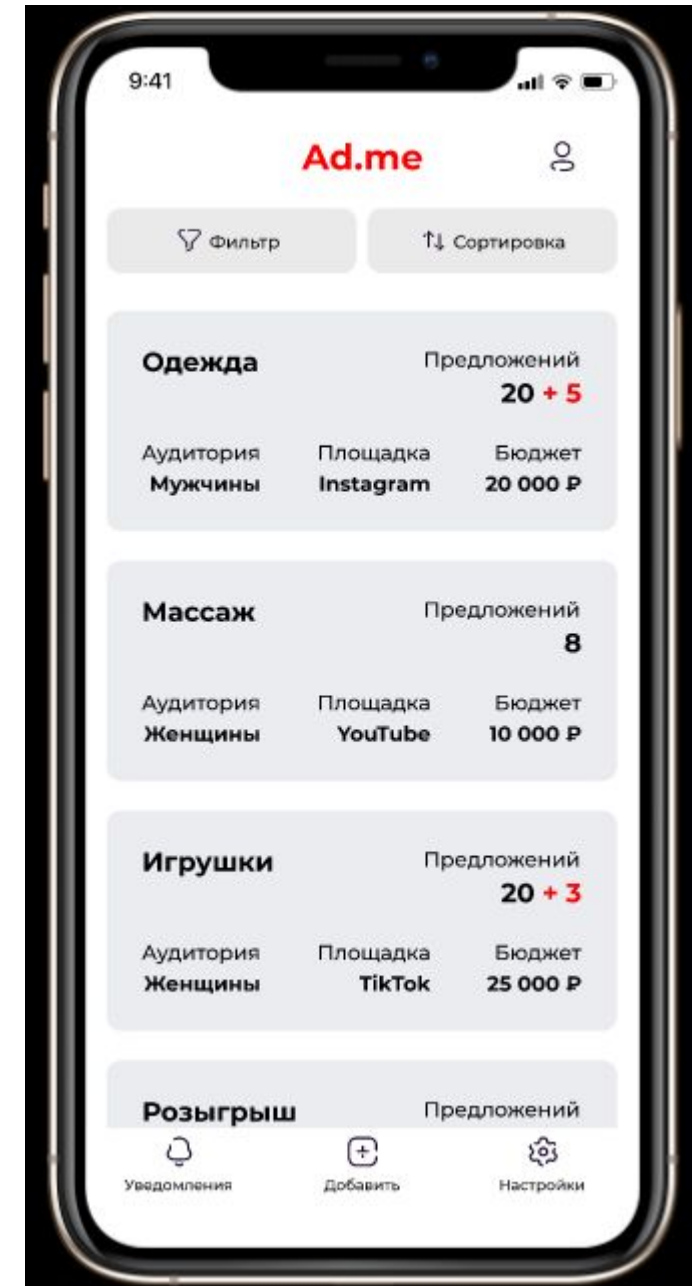 9:41
Ad.me
Фильтр
Сортировка
Одежда Предложений
20 + 5
Аудитория Площадка Бюджет
Мужчины Instagram 20 000 ₽
Массаж Предложений
8
Аудитория Площадка Бюджет
Женщины YouTube 10 000 ₽
Игрушки Предложений
20 + 3
Аудитория Площадка Бюджет
Женщины TikTok 25 000 ₽
Розыгрыш Предложений
Уведомления Добавить Настройки